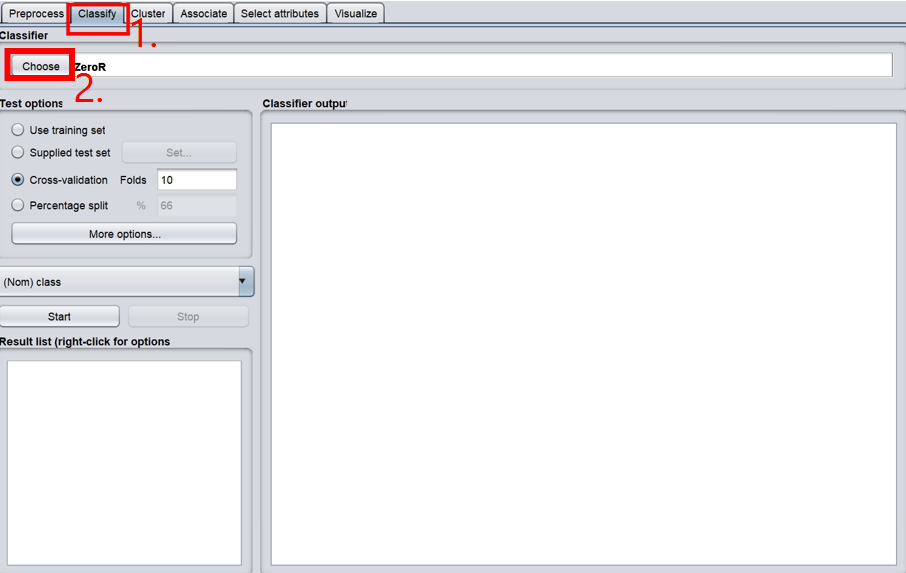 Preprocess Classify Cluster Associate Select attributes Visualize
1.
Classifier
Choose ZeroR
2.
Test options Classifier output
Use training set
Supplied test set Set...
Cross-validation Folds 10
Percentage split % 66
More options...
(Nom) class
Start Stop
Result list (right-click for options